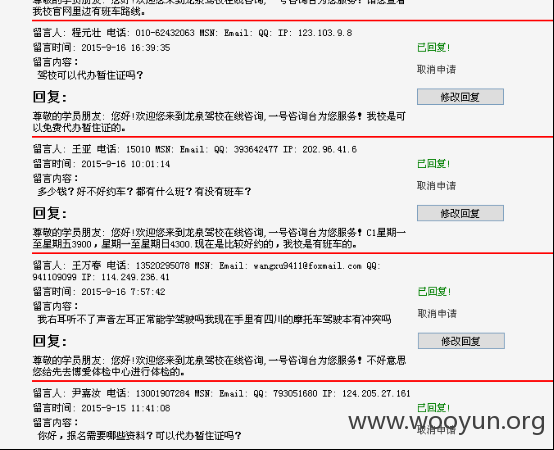 尊敬的学员朋友: 您好!欢迎您来到龙泉驾校在线咨询,一号咨询台为您服务! 请您查看
我校官网里边有班车路线。
留言人: 程元壮 电话: 010-62432063 MSN: Email: QQ: IP: 123.103.9.8
留言时间: 2015-9-16 16:39:35
已回复!
留言内容:
取消申请
驾校可以代办暂住证吗?
回复:
修改回复
尊敬的学员朋友: 您好!欢迎您来到龙泉驾校在线咨询,一号咨询台为您服务! 我校是可
以免费代办暂住证的。
留言人: 王亚 电话: 15010 MSN: Email: QQ: 393642477 IP: 202.96.41.6
留言时间: 2015-9-16 10:01:14
已回复!
留言内容:
取消申请
多少钱? 好不好约车? 都有什么班? 有没有班车?
回复:
修改回复
尊敬的学员朋友: 您好!欢迎您来到龙泉驾校在线咨询,一号咨询台为您服务! C1星期一
至星期五3900，星期一至星期日4300.现在是比较好约的，我校是有班车的。
留言人: 王万春 电话: 13520295078 MSN: Email: wangxu9411@foxmail.com QQ:
941109099 IP: 114.249.236.41
留言时间: 2015-9-16 7:57:42
已回复!
留言内容:
取消申请
我右耳听不了声音左耳正常能学驾驶吗我现在手里有四川的摩托车驾驶本有冲突吗
回复:
修改回复
尊敬的学员朋友: 您好!欢迎您来到龙泉驾校在线咨询,一号咨询台为您服务! 不好意思
您给先去博爱体检中心进行体检的。
留言人: 尹嘉汝 电话: 13001907284 MSN: Email: QQ: 793051680 IP: 124.205.27.161
留言时间: 2015-9-15 11:41:08
已回复!
留言内容:
取消申请
你好，报名需要哪些资料? 可以代办暂住证吗?
www.wooyun.org